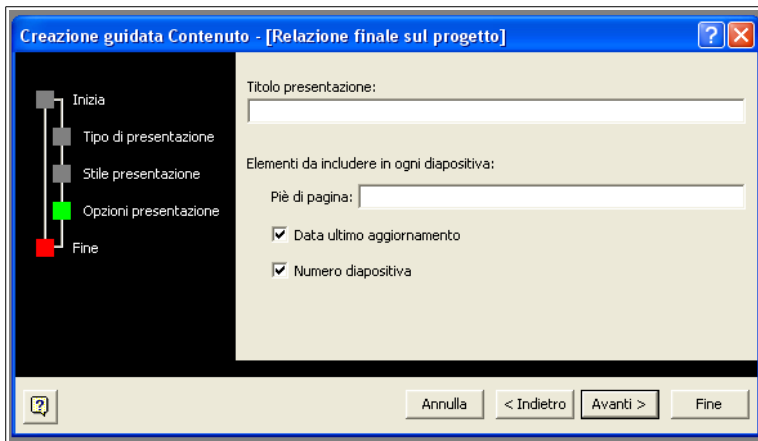 Creazione guidata Contenuto - [Relazione finale sul progetto]
Inizia
Tipo di presentazione
Stile presentazione
Opzioni presentazione
Fine
Titolo presentazione:
Elementi da includere in ogni diapositiva:
Piè di pagina:
Data ultimo aggiornamento
Numero diapositiva
Annulla
< Indietro
Avanti >
Fine